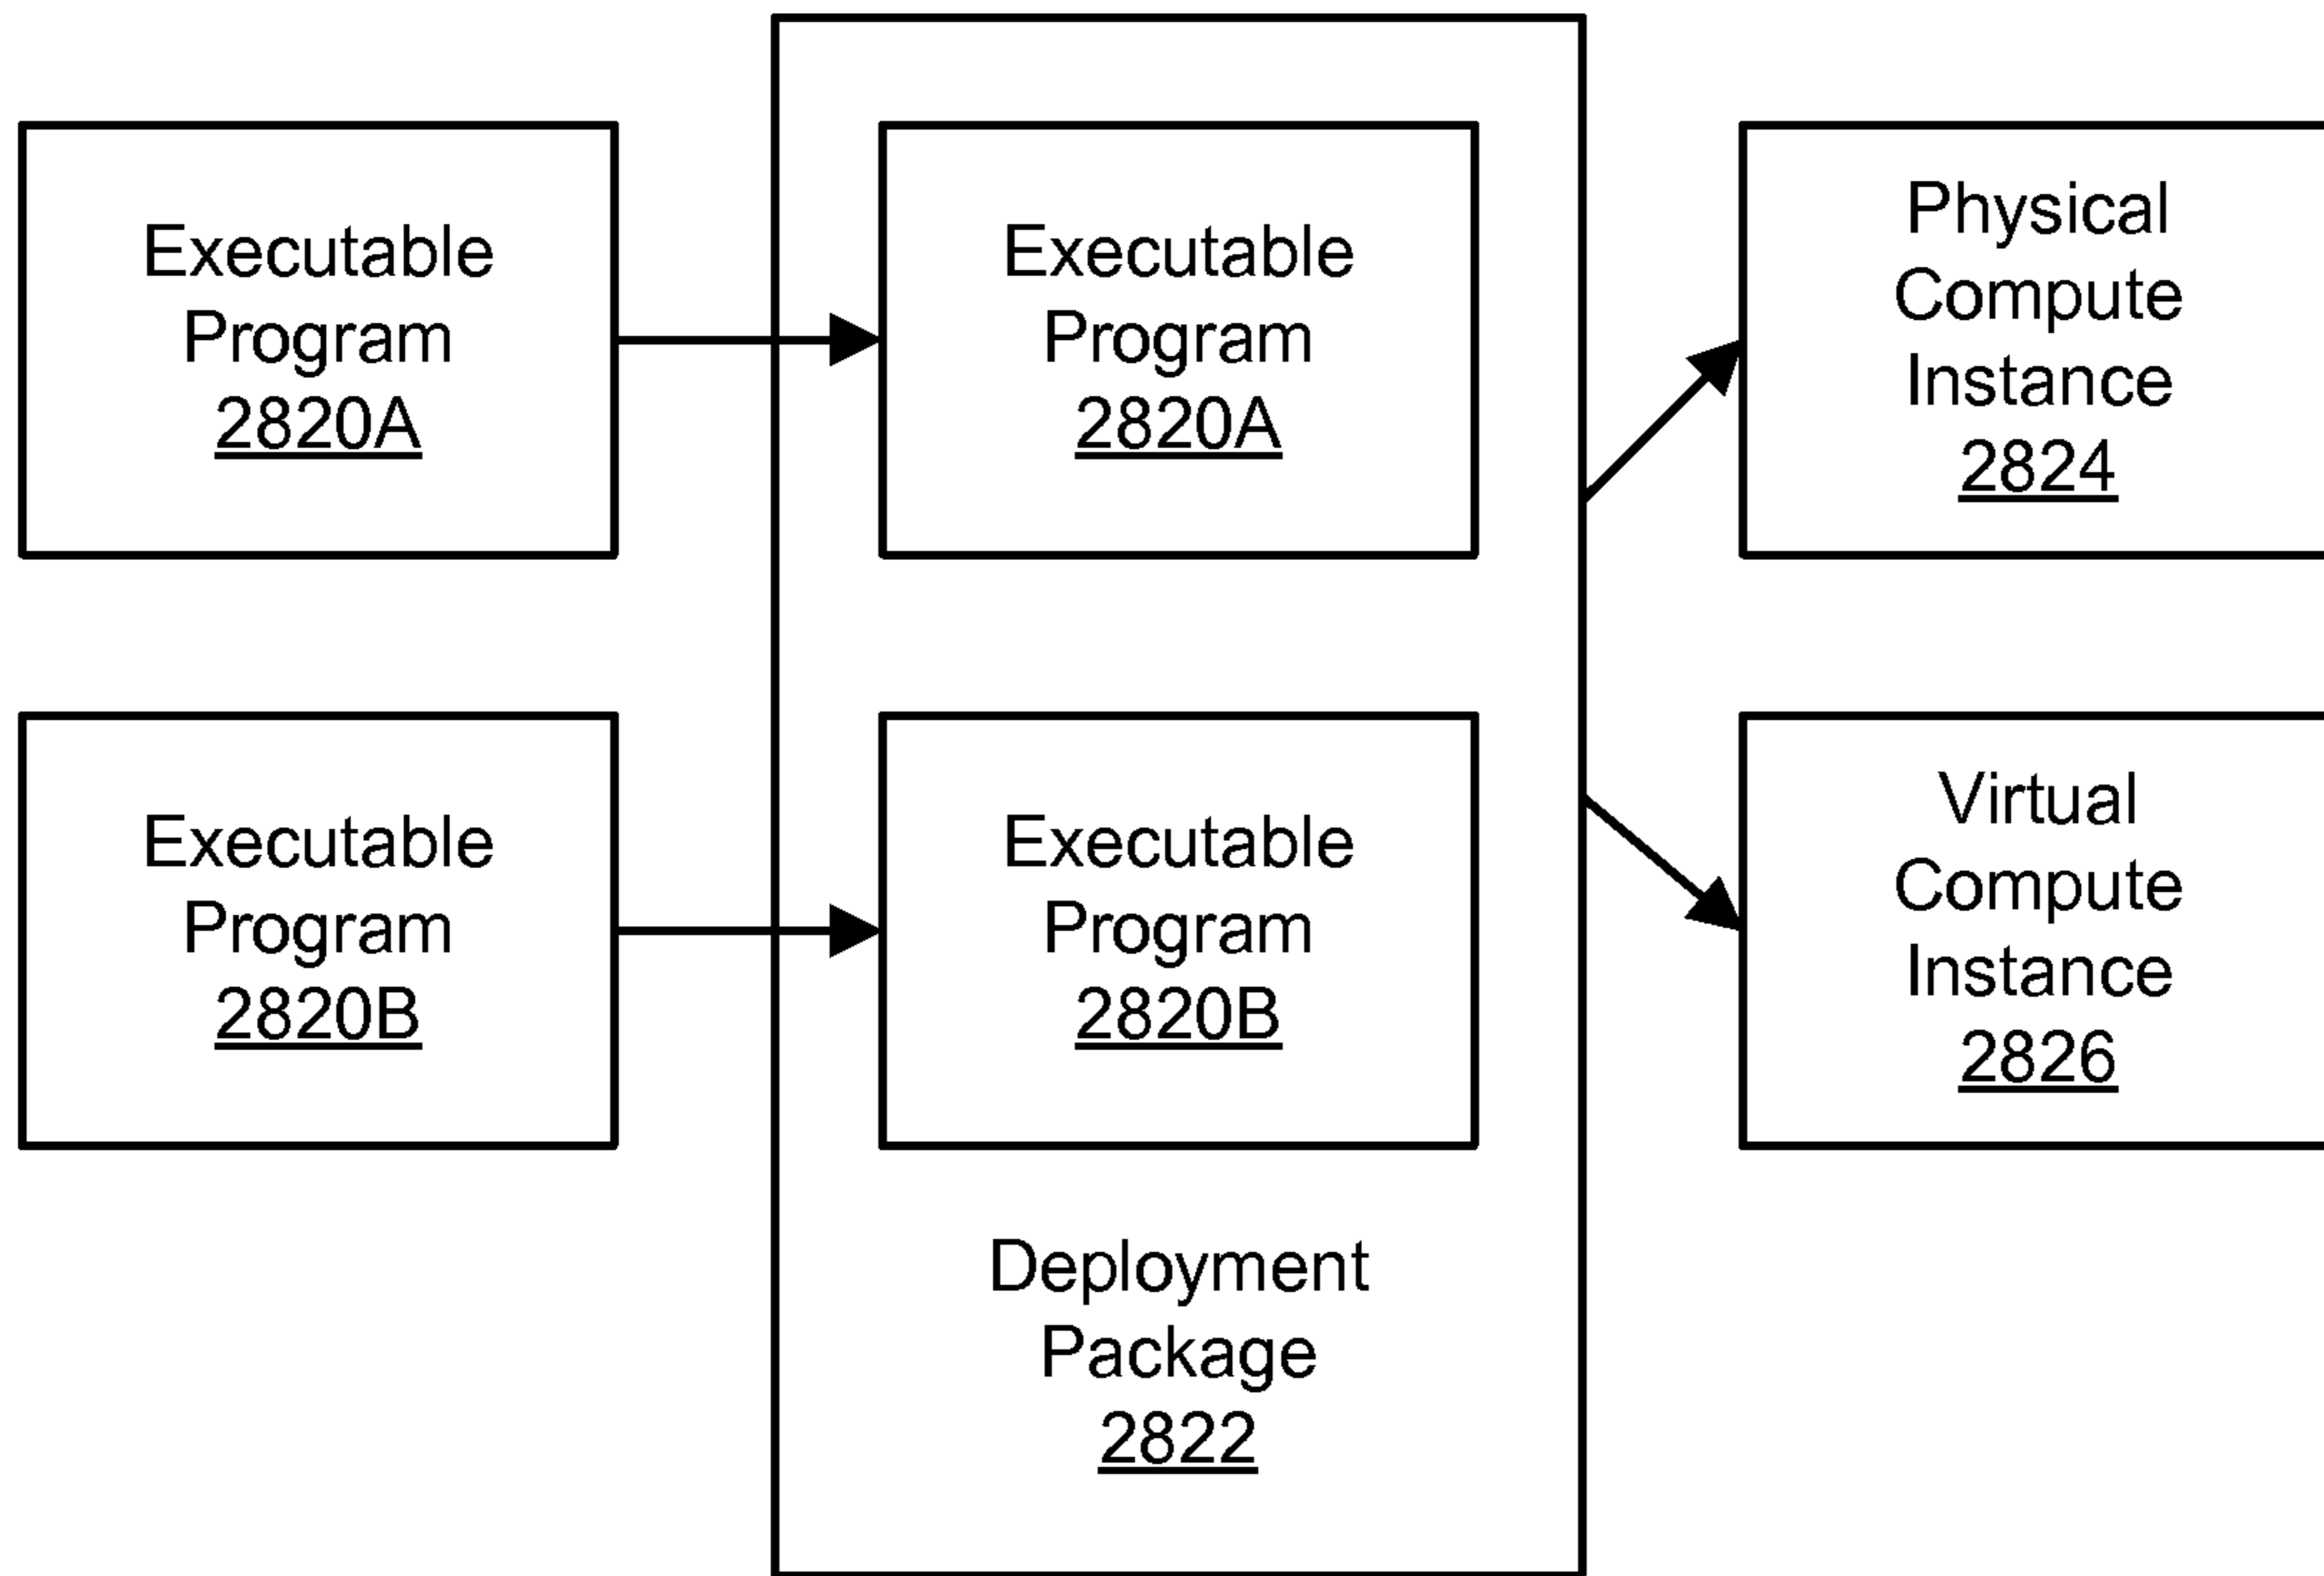 Executable
Program
2820A
Executable
Program
2820A
Physical
Compute
Instance
2824
Executable
Program
2820B
Executable
Program
2820B
Virtual
Compute
Instance
2826
Deployment
Package
2822